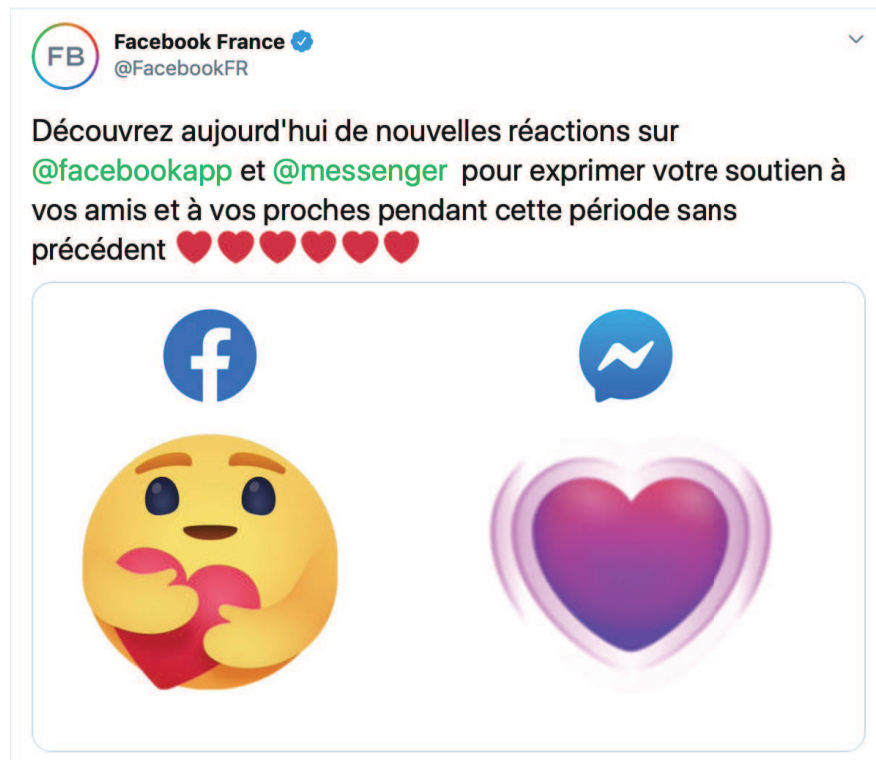 FB
Facebook France
@FacebookFR
Découvrez aujourd'hui de nouvelles réactions sur
@facebookapp et @messenger pour exprimer votre soutien à
vos amis et à vos proches pendant cette période sans
précédent ❤️❤️❤️❤️❤️❤️